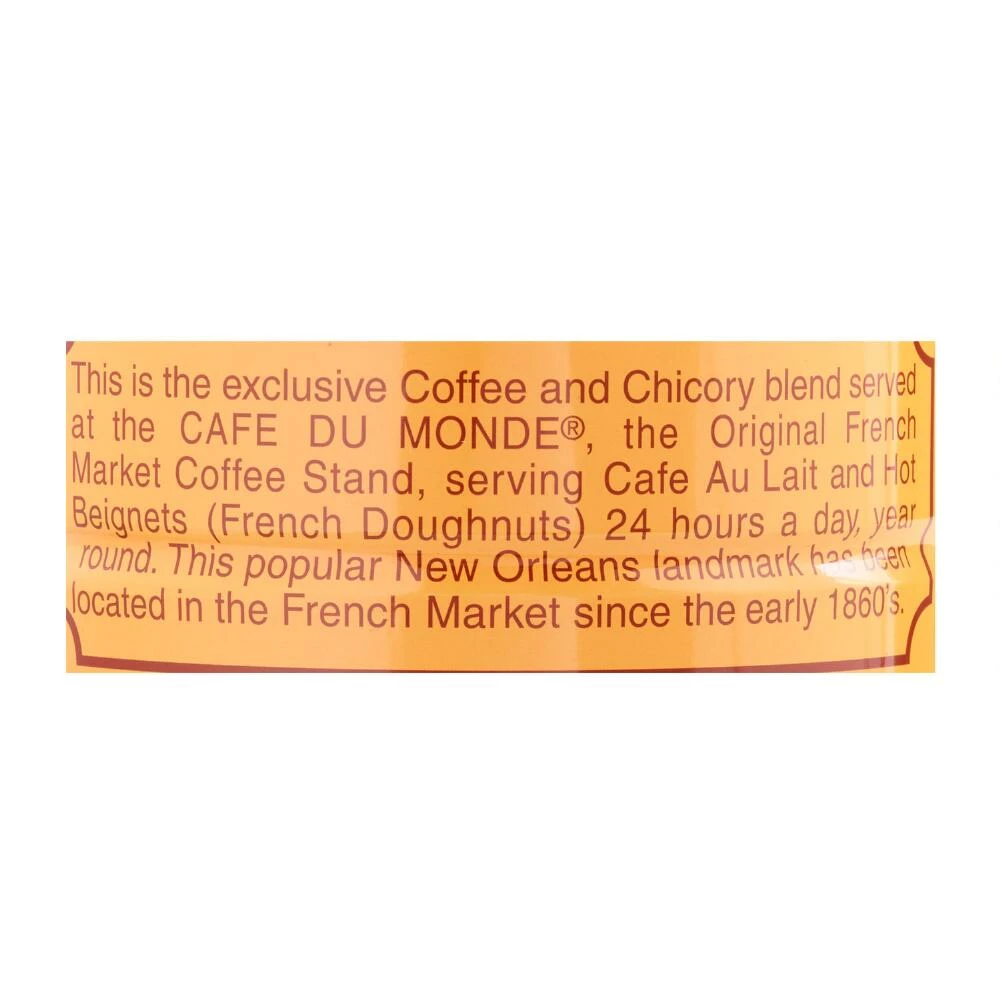 This is the exclusive Coffee and Chicory blend served
at the CAFE DU MONDE®, the Original French
Market Coffee Stand, serving Cafe Au Lait and Hot
Beignets (French Doughnuts) 24 hours a day, year
round. This popular New Orleans landmark has been
located in the French Market since the early 1860's.